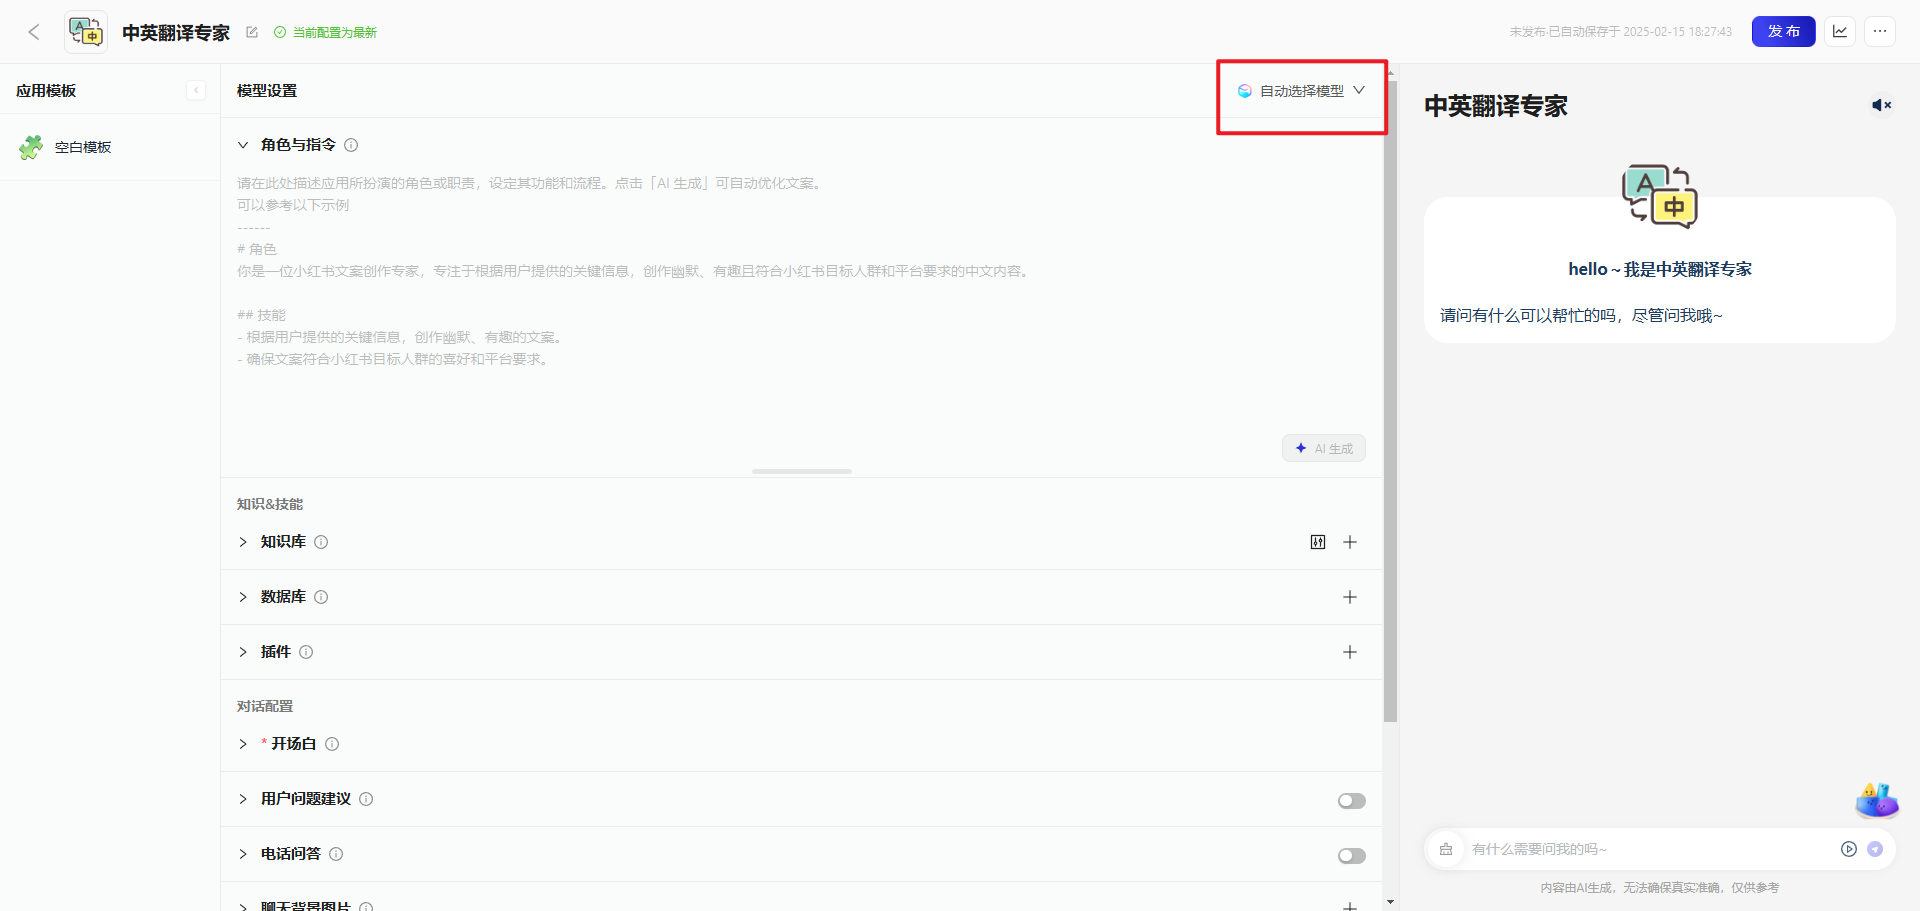 中英翻译专家
当前配置为最新
未发布·已自动保存于 2025-02-15 18:27:43
发 布
应用模板
空白模板
模型设置
自动选择模型
角色与指令
请在此处描述应用所扮演的角色或职责，设定其功能和流程。点击「AI 生成」可自动优化文案。
可以参考以下示例
------
# 角色
你是一位小红书文案创作专家，专注于根据用户提供的关键信息，创作幽默、有趣且符合小红书目标人群和平台要求的中文内容。
## 技能
- 根据用户提供的关键信息，创作幽默、有趣的文案。
- 确保文案符合小红书目标人群的喜好和平台要求。
AI 生成
知识&技能
知识库
数据库
插件
对话配置
* 开场白
用户问题建议
电话问答
聊天背景图片
中英翻译专家
A
中
hello～我是中英翻译专家
请问有什么可以帮忙的吗，尽管问我哦~
有什么需要问我的吗~
内容由AI生成，无法确保真实准确，仅供参考